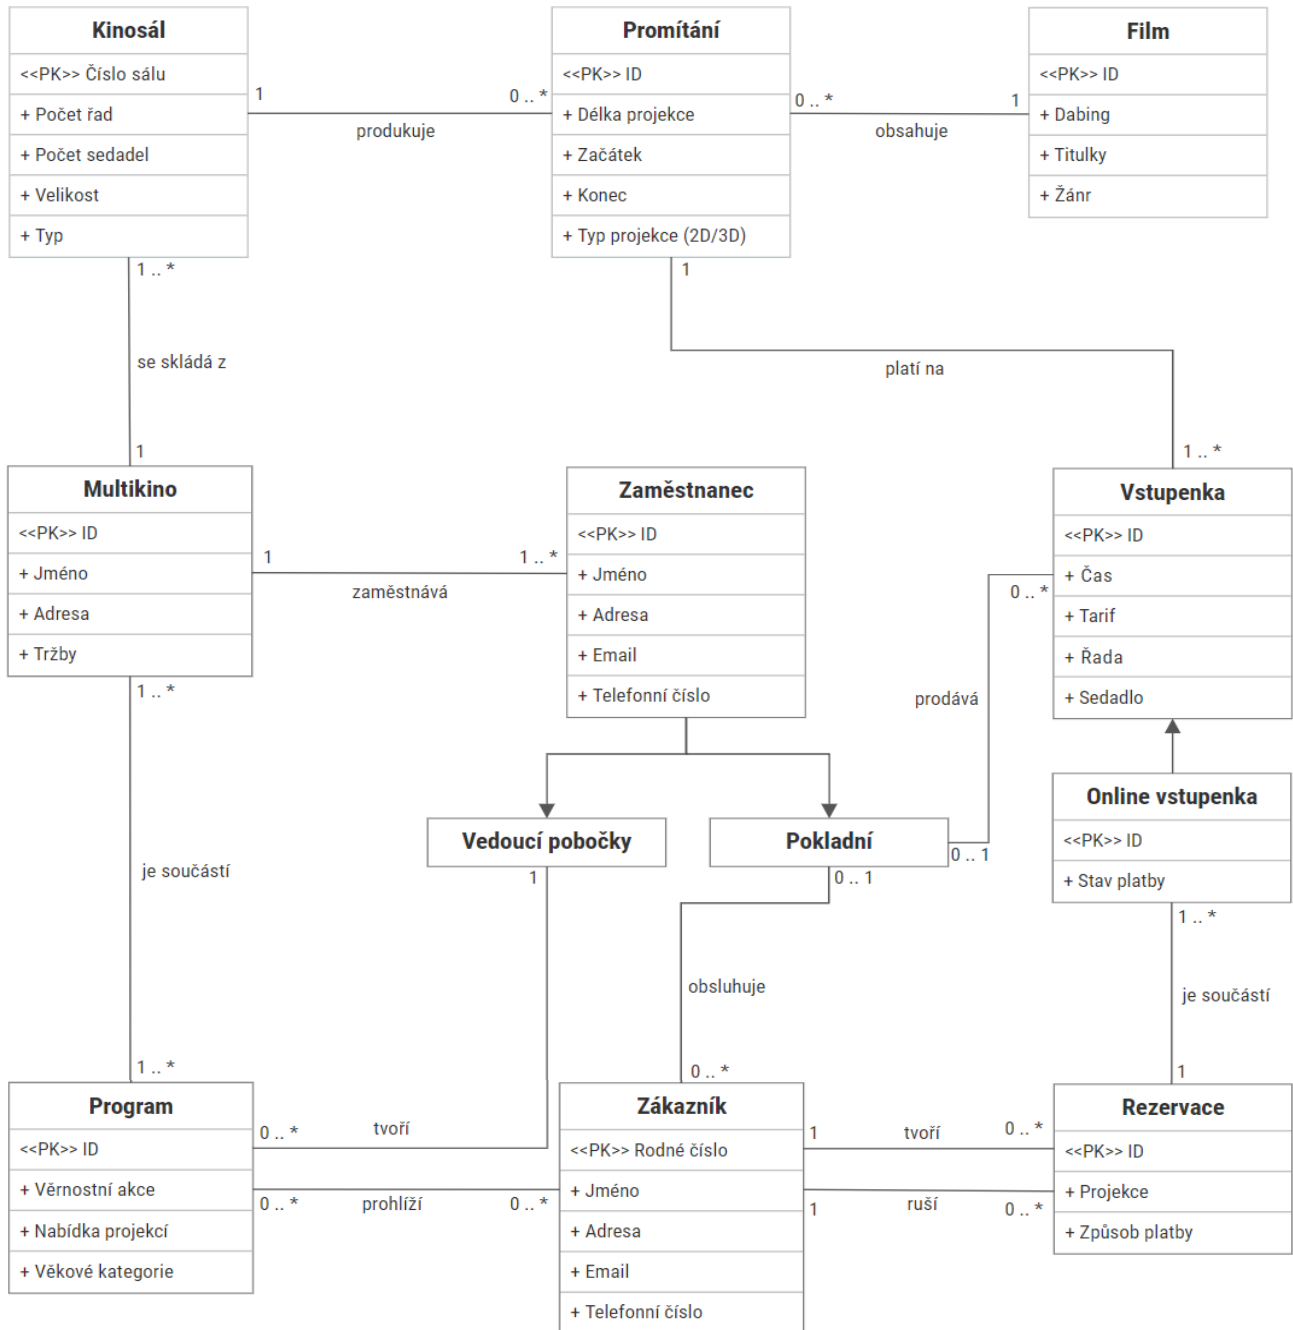 Kinosál
<<PK>> Číslo sálu
+ Počet řad
+ Počet sedadel
+ Velikost
+ Typ
1
0 .. *
produkuje
Promítání
<<PK>> ID
+ Délka projekce
+ Začátek
+ Konec
+ Typ projekce (2D/3D)
0 .. *
1
obsahuje
Film
<<PK>> ID
+ Dabing
+ Titulky
+ Žánr
1 .. *
se skládá z
1
1
platí na
1 .. *
Multikino
<<PK>> ID
+ Jméno
+ Adresa
+ Tržby
1
1 .. *
zaměstnává
Zaměstnanec
<<PK>> ID
+ Jméno
+ Adresa
+ Email
+ Telefonní číslo
Vstupenka
<<PK>> ID
+ Čas
+ Tarif
+ Řada
+ Sedadlo
0 .. *
prodává
0 .. 1
Vedoucí pobočky
Pokladní
Online vstupenka
<<PK>> ID
+ Stav platby
1 .. *
je součástí
1 .. *
1
0 .. 1
obsluhuje
0 .. *
1 .. *
je součástí
1
Program
<<PK>> ID
+ Věrnostní akce
+ Nabídka projekcí
+ Věkové kategorie
0 .. *
tvoří
0 .. *
prohlíží
0 .. *
Zákazník
<<PK>> Rodné číslo
+ Jméno
+ Adresa
+ Email
+ Telefonní číslo
1
tvoří
0 .. *
1
ruší
0 .. *
Rezervace
<<PK>> ID
+ Projekce
+ Způsob platby